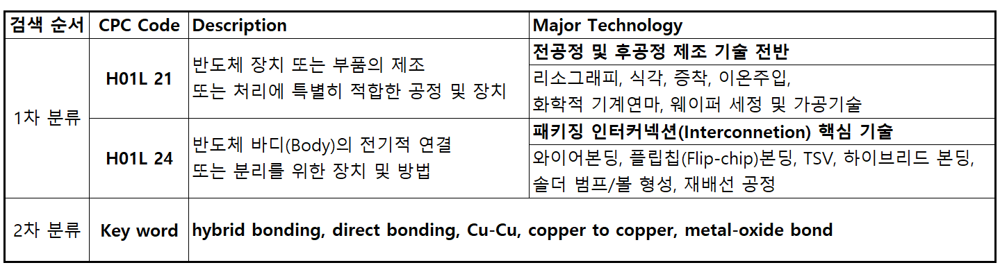 검색 순서 CPC Code Description Major Technology
1차 분류
H01L 21
반도체 장치 또는 부품의 제조
또는 처리에 특별히 적합한 공정 및 장치
전공정 및 후공정 제조 기술 전반
리소그래피, 식각, 증착, 이온주입,
화학적 기계연마, 웨이퍼 세정 및 가공기술
H01L 24
반도체 바디(Body)의 전기적 연결
또는 분리를 위한 장치 및 방법
패키징 인터커넥션(Interconnetion) 핵심 기술
와이어본딩, 플립칩(Flip-chip)본딩, TSV, 하이브리드 본딩,
솔더 범프/볼 형성, 재배선 공정
2차 분류 Key word hybrid bonding, direct bonding, Cu-Cu, copper to copper, metal-oxide bond